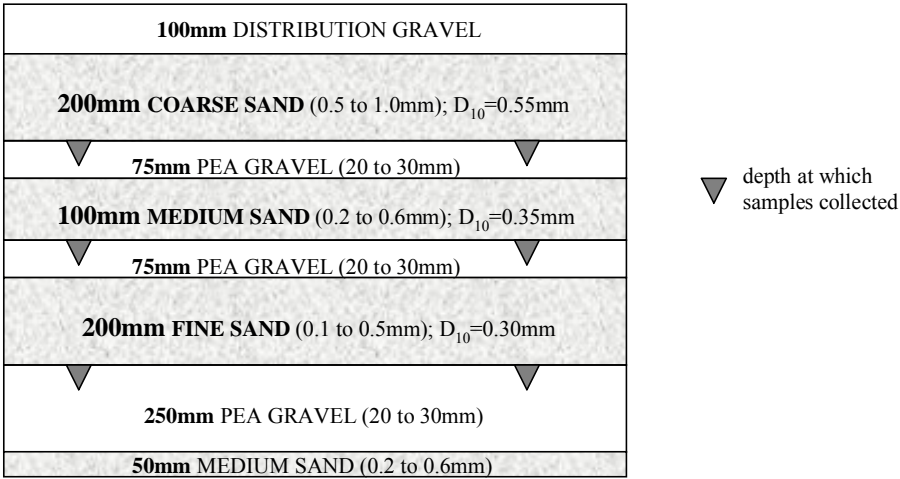 100mm DISTRIBUTION GRAVEL
200mm COARSE SAND (0.5 to 1.0mm); D10=0.55mm
75mm PEA GRAVEL (20 to 30mm)
100mm MEDIUM SAND (0.2 to 0.6mm); D10=0.35mm
75mm PEA GRAVEL (20 to 30mm)
200mm FINE SAND (0.1 to 0.5mm); D10=0.30mm
250mm PEA GRAVEL (20 to 30mm)
50mm MEDIUM SAND (0.2 to 0.6mm)
depth at which
samples collected